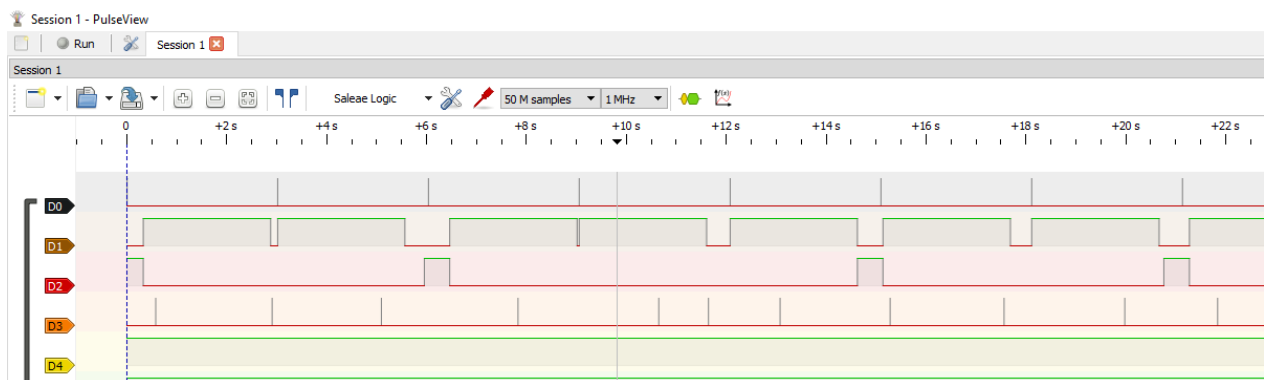 Session 1 - PulseView
Run Session 1
Session 1
Saleae Logic 50 M samples 1 MHz f(x)
0 +2 s +4 s +6 s +8 s +10 s +12 s +14 s +16 s +18 s +20 s +22 s
D0
D1
D2
D3
D4